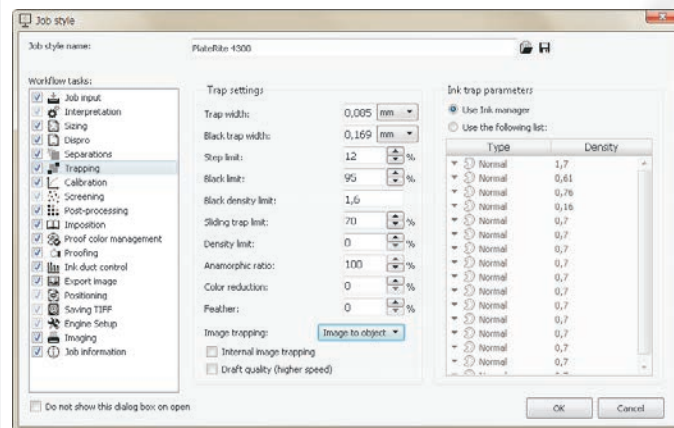 Job style
Job style name:
PlateRite 4300
Workflow tasks:
Job input
Interpretation
Sizing
Dispro
Separations
Trapping
Calibration
Screening
Post-processing
Imposition
Proof color management
Proofing
Ink duct control
Export image
Positioning
Saving TIFF
Engine Setup
Imaging
Job information
Trap settings
Trap width: 0,085 mm
Black trap width: 0,169 mm
Step limit: 12 %
Black limit: 95 %
Black density limit: 1,6
Sliding trap limit: 70 %
Density limit: 0 %
Anamorphic ratio: 100 %
Color reduction: 0 %
Feather: 0 %
Image trapping: Image to object
Internal image trapping
Draft quality (higher speed)
Ink trap parameters
Use Ink manager
Use the following list:
Type Density
Normal 1,7
Normal 0,61
Normal 0,76
Normal 0,16
Normal 0,7
Normal 0,7
Normal 0,7
Normal 0,7
Normal 0,7
Normal 0,7
Normal 0,7
Normal 0,7
Normal 0,7
Do not show this dialog box on open
OK
Cancel